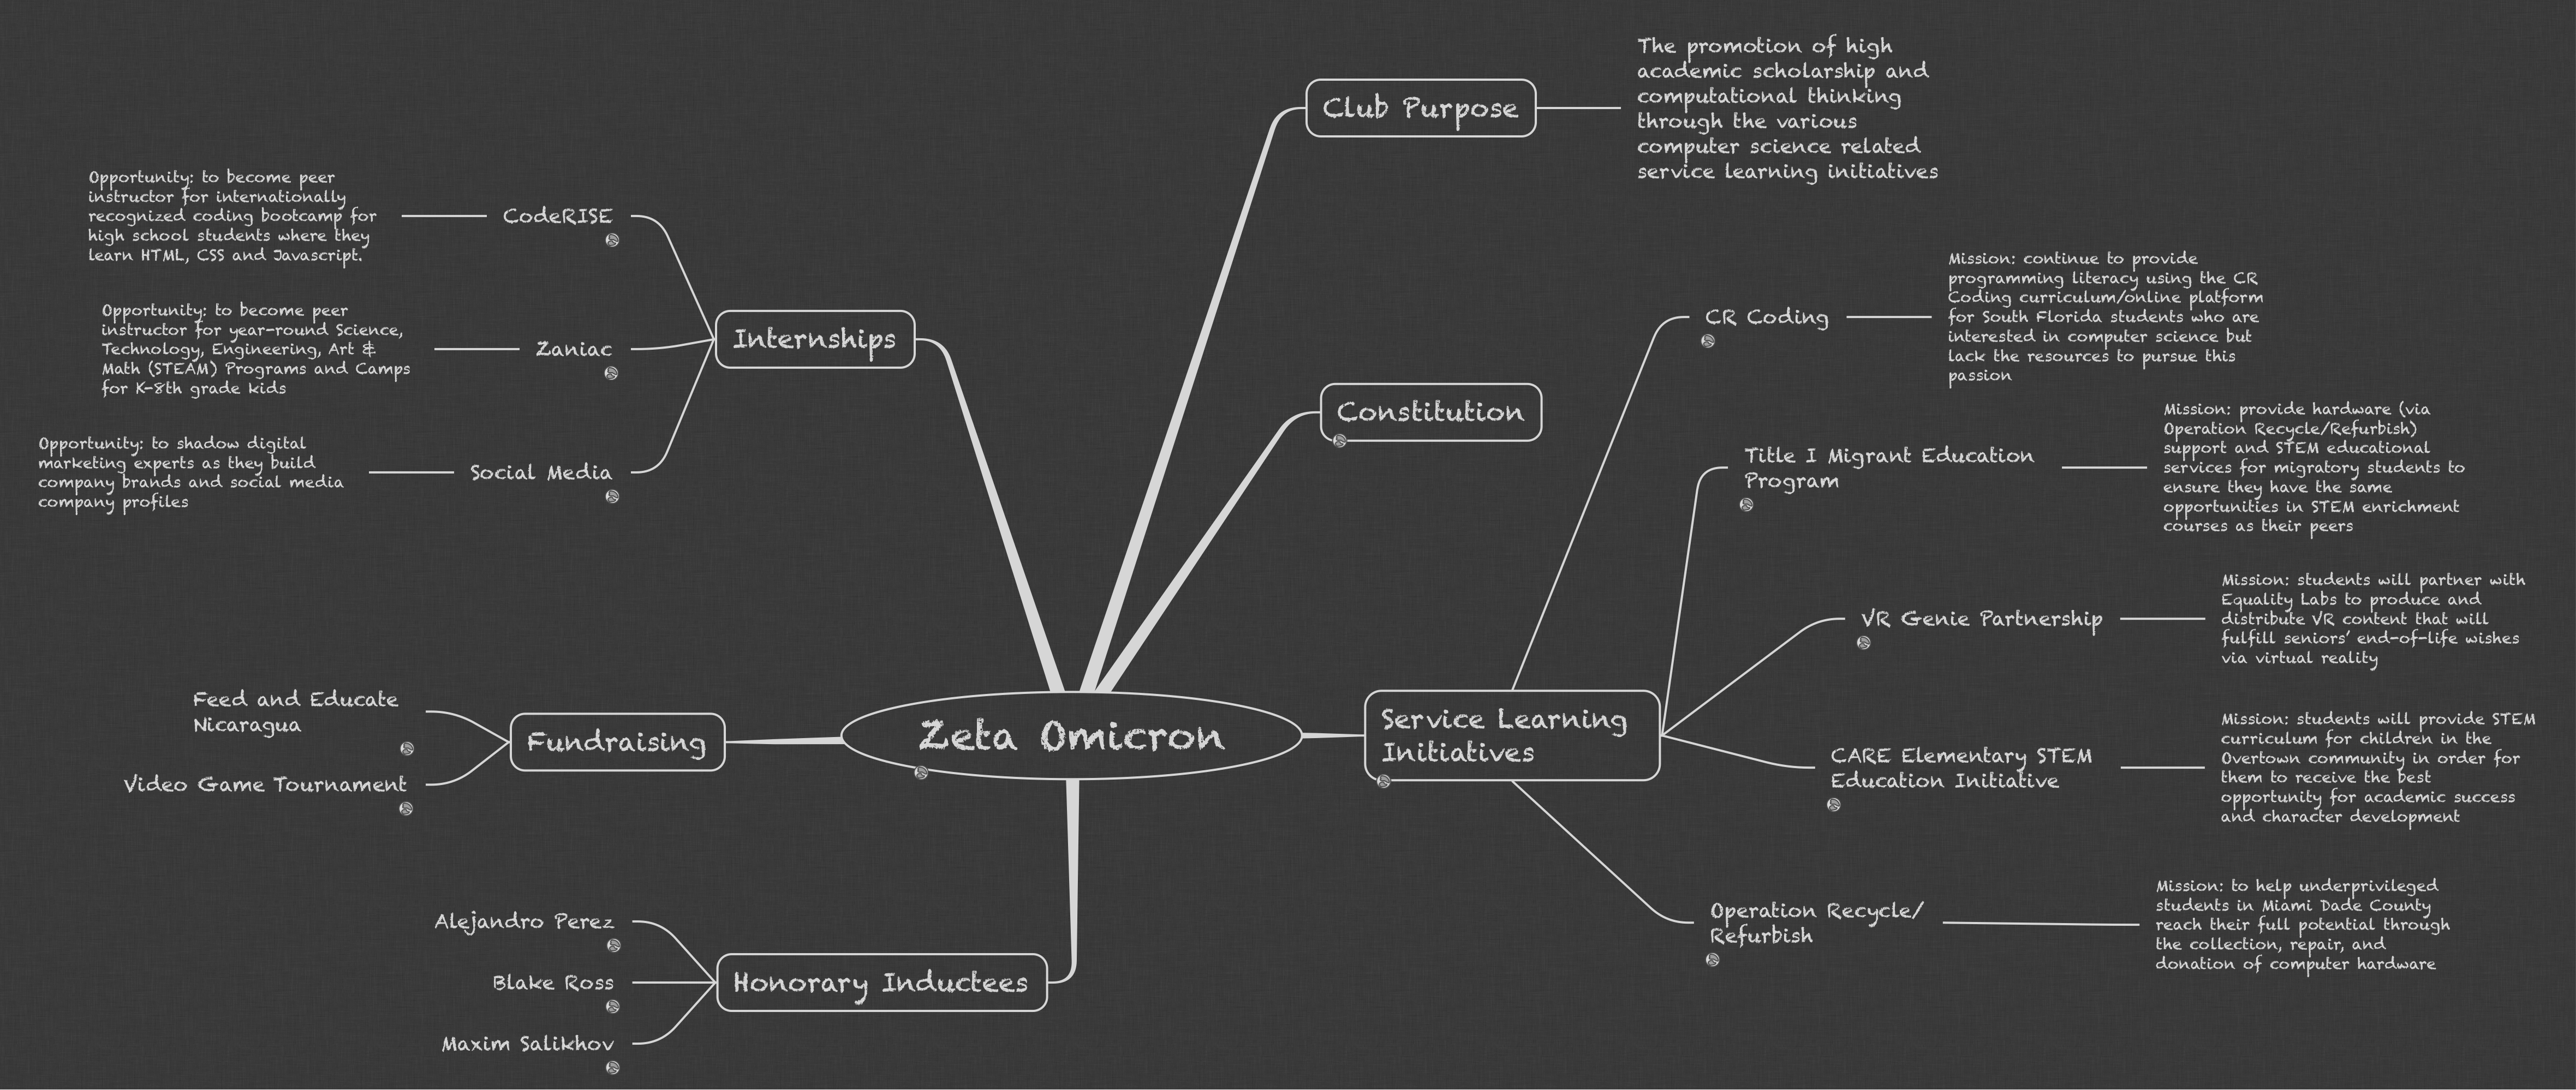 Zeta Omicron
Club Purpose
The promotion of high
academic scholarship and
computational thinking
through the various
computer science related
service learning initiatives
Constitution
Service Learning
Initiatives
CR Coding
Mission: continue to provide
programming literacy using the CR
Coding curriculum/online platform
for South Florida students who are
interested in computer science but
lack the resources to pursue this
passion
Title I Migrant Education
Program
Mission: provide hardware (via
Operation Recycle/Refurbish)
support and STEM educational
services for migratory students to
ensure they have the same
opportunities in STEM enrichment
courses as their peers
VR Genie Partnership
Mission: students will partner with
Equality Labs to produce and
distribute VR content that will
fulfill seniors' end-of-life wishes
via virtual reality
CARE Elementary STEM
Education Initiative
Mission: students will provide STEM
curriculum for children in the
Overtown community in order for
them to receive the best
opportunity for academic success
and character development
Operation Recycle/
Refurbish
Mission: to help underprivileged
students in Miami Dade County
reach their full potential through
the collection, repair, and
donation of computer hardware
Internships
CodeRISE
Opportunity: to become peer
instructor for internationally
recognized coding bootcamp for
high school students where they
learn HTML, CSS and Javascript.
Zaniac
Opportunity: to become peer
instructor for year-round Science,
Technology, Engineering, Art &
Math (STEAM) Programs and Camps
for K-8th grade kids
Social Media
Opportunity: to shadow digital
marketing experts as they build
company brands and social media
company profiles
Fundraising
Feed and Educate
Nicaragua
Video Game Tournament
Honorary Inductees
Alejandro Perez
Blake Ross
Maxim Salikhov